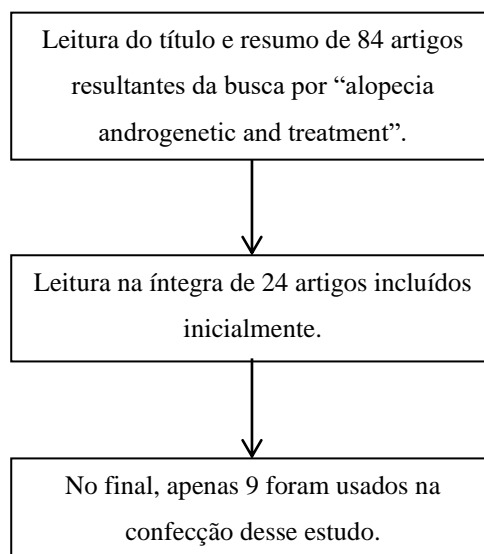 Leitura do título e resumo de 84 artigos
resultantes da busca por “alopecia
androgenetic and treatment”.
Leitura na íntegra de 24 artigos incluídos
inicialmente.
No final, apenas 9 foram usados na
confecção desse estudo.